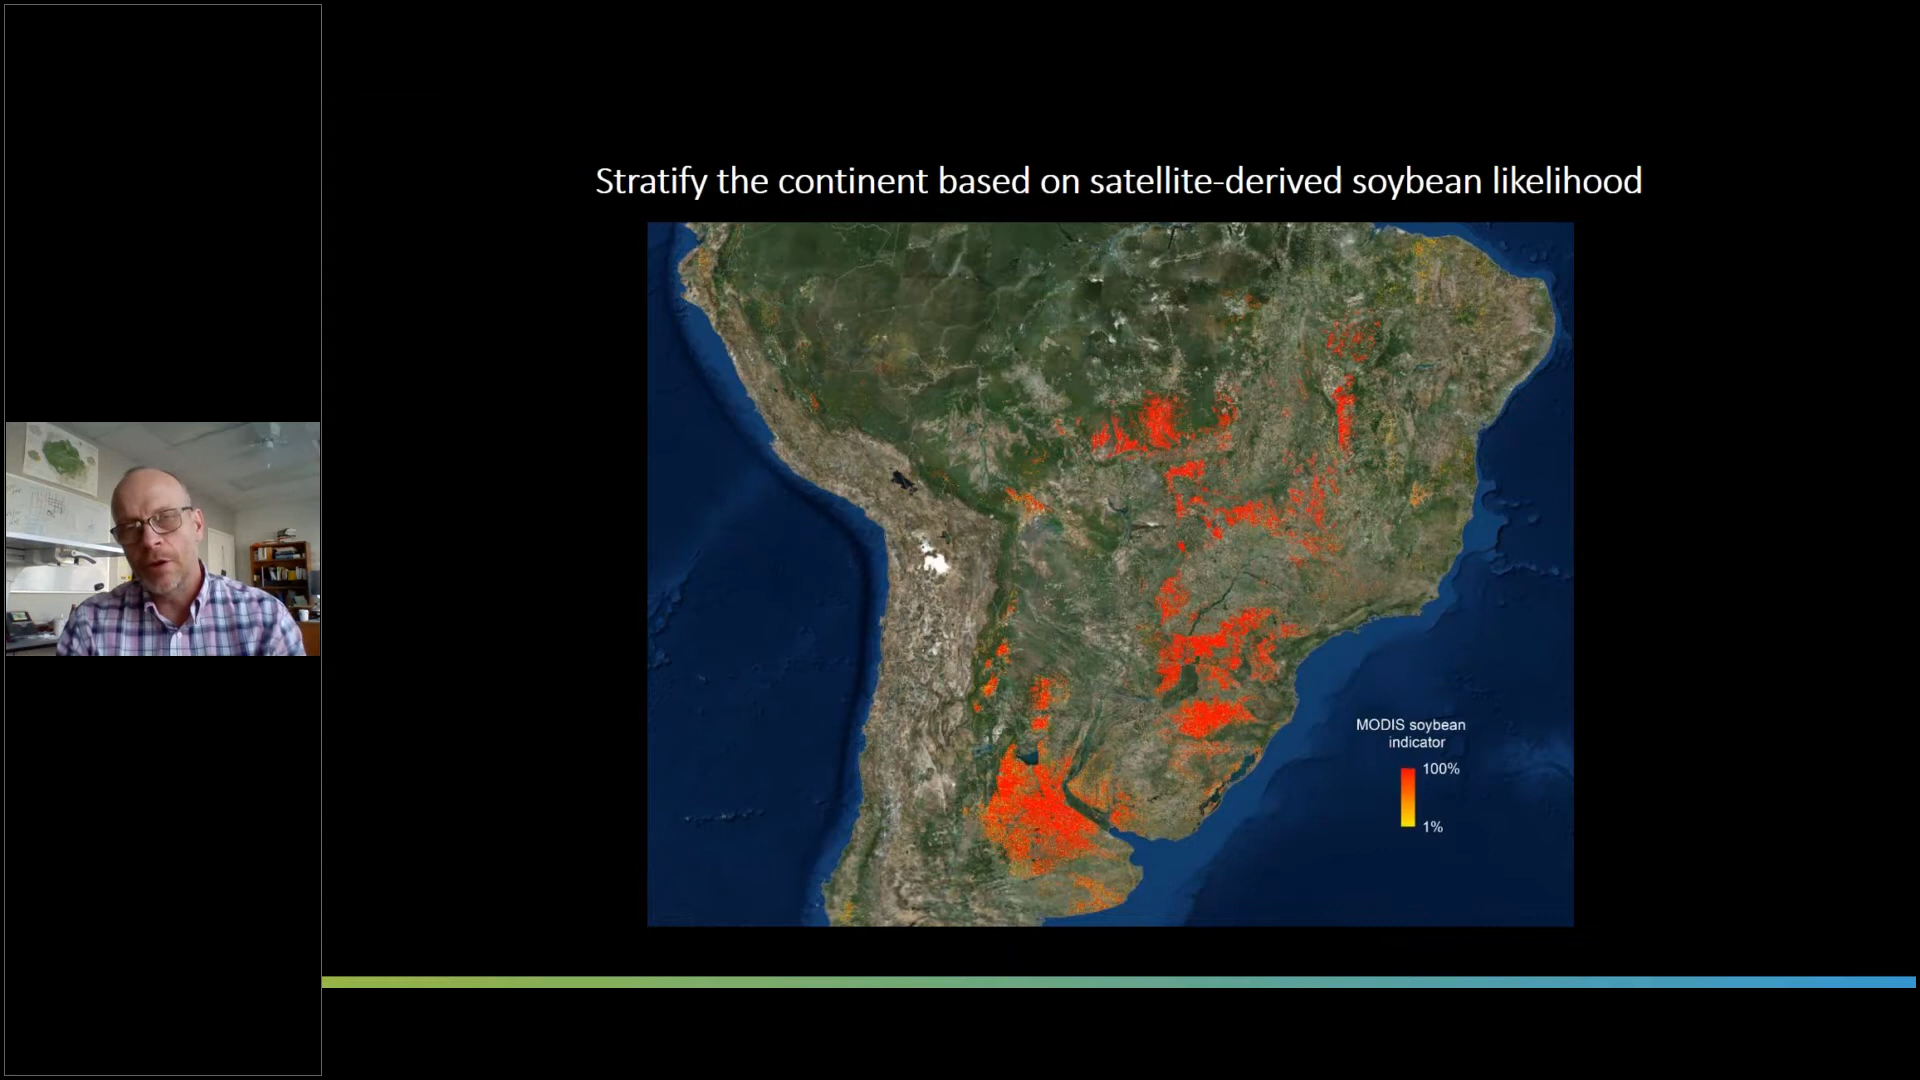 Stratify the continent based on satellite-derived soybean likelihood
MODIS soybean
indicator
100%
1%